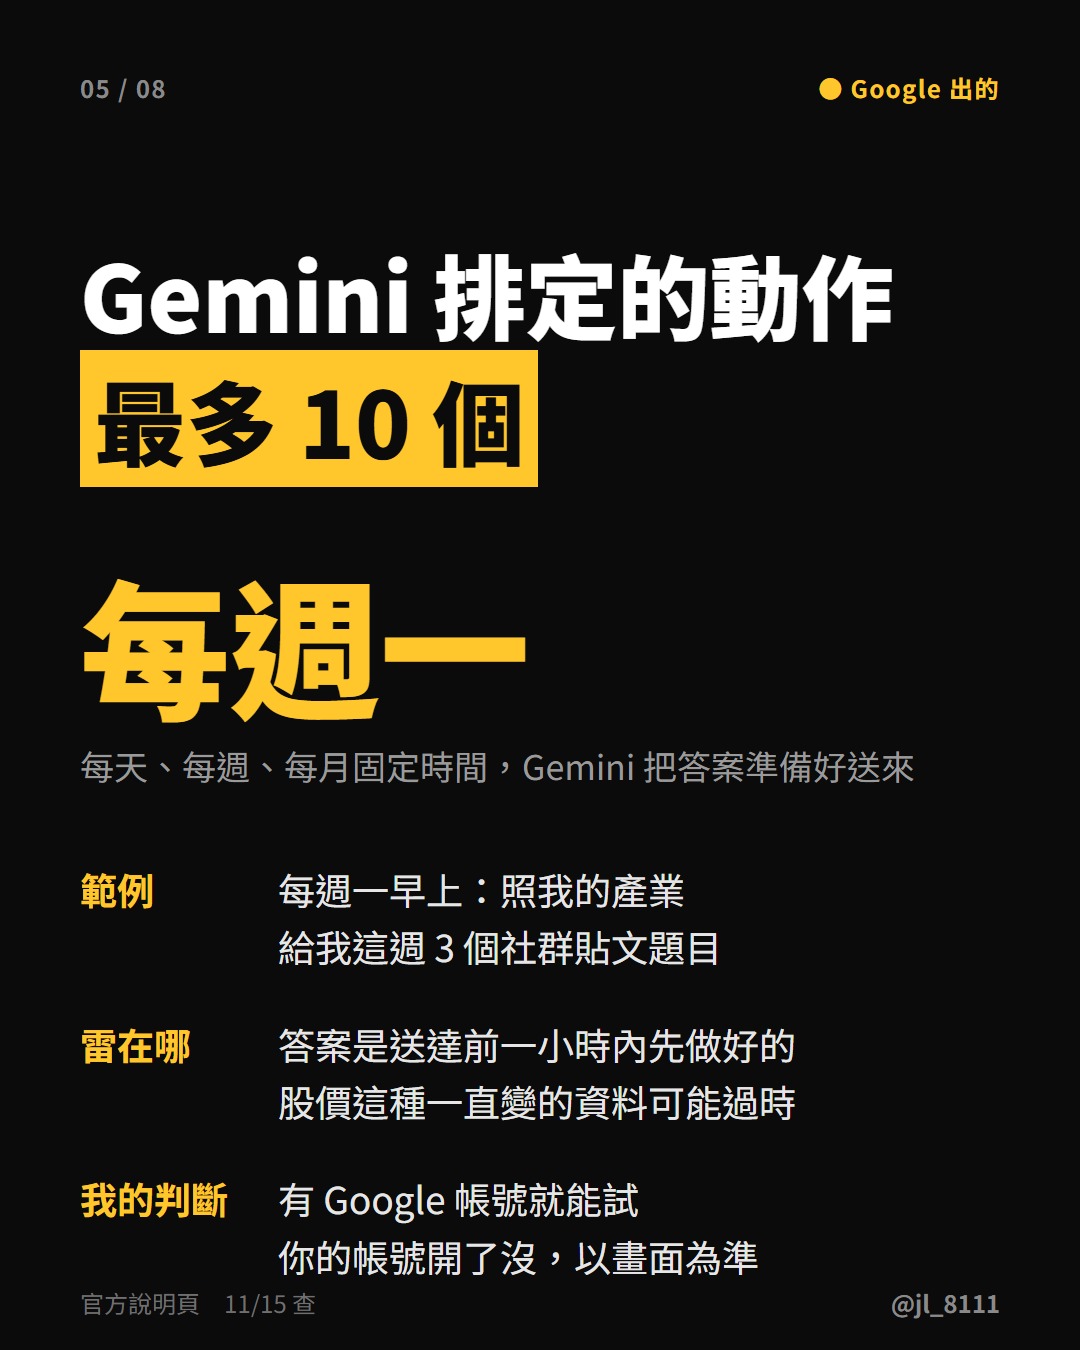 05 / 08
Google 出的
Gemini 排定的動作
最多 10 個
每週一
每天、每週、每月固定時間，Gemini 把答案準備好送來
範例
每週一早上：照我的產業
給我這週 3 個社群貼文題目
雷在哪
答案是送達前一小時內先做好的
股價這種一直變的資料可能過時
我的判斷
有 Google 帳號就能試
你的帳號開了沒，以畫面為準
官方說明頁 11/15 查
@jl_8111